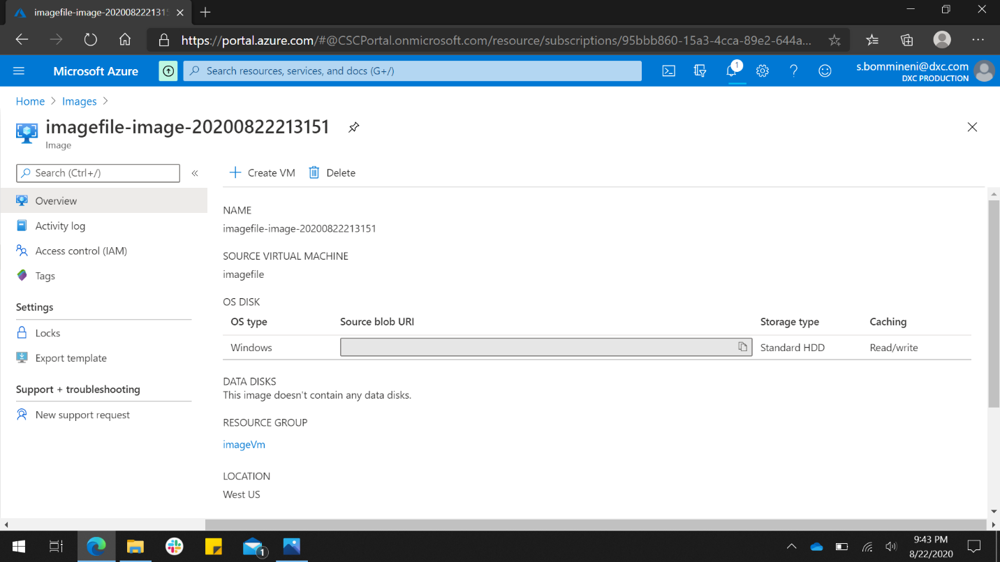 imagefile-image-2020082221315
https://portal.azure.com/#@CSCPortal.onmicrosoft.com/resource/subscriptions/95bbb860-15a3-4cca-89e2-644a...
Microsoft Azure
Search resources, services, and docs (G+/)
1
s.bommineni@dxc.com
DXC PRODUCTION
Home > Images >
imagefile-image-20200822213151
Image
Search (Ctrl+/)
«
Create VM
Delete
Overview
Activity log
Access control (IAM)
Tags
Settings
Locks
Export template
Support + troubleshooting
New support request
NAME
imagefile-image-20200822213151
SOURCE VIRTUAL MACHINE
imagefile
OS DISK
OS type Source blob URI Storage type Caching
Windows Standard HDD Read/write
DATA DISKS
This image doesn't contain any data disks.
RESOURCE GROUP
imageVm
LOCATION
West US
1
9:43 PM
8/22/2020